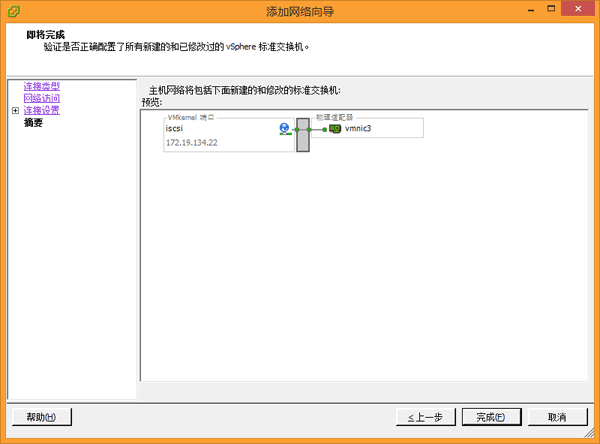 添加网络向导
即将完成
验证是否正确配置了所有新建的和已修改过的 vSphere 标准交换机。
连接类型
网络访问
连接设置
摘要
主机网络将包括下面新建的和修改的标准交换机:
预览:
VMkernel 端口
iscsi
172.19.134.22
物理适配器
vmnic3
帮助(H)
≤上一步
完成(F)
取消